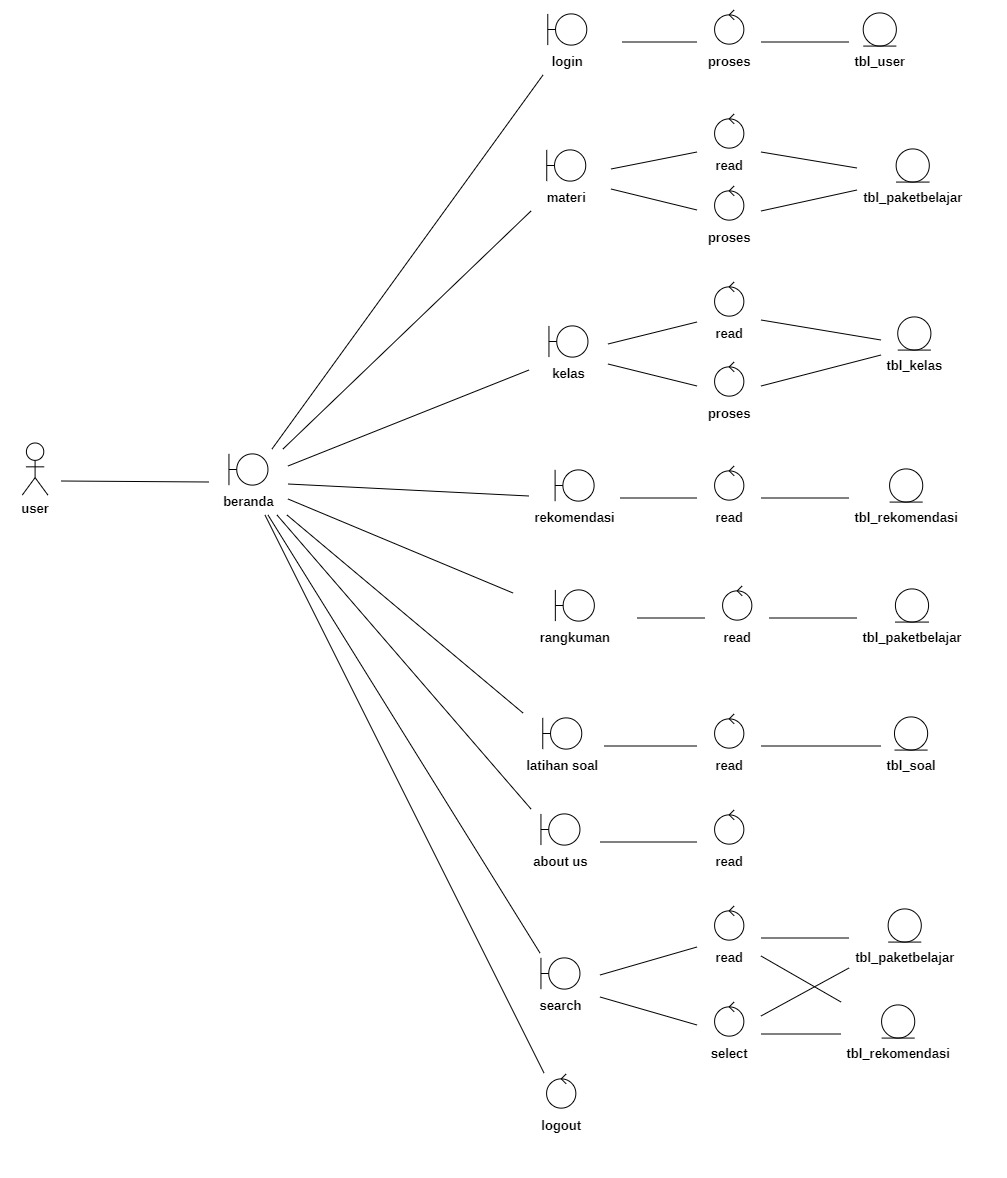 login
proses
tbl_user
read
materi
tbl_paketbelajar
proses
read
kelas
tbl_kelas
proses
user
beranda
rekomendasi
read
tbl_rekomendasi
rangkuman
read
tbl_paketbelajar
latihan soal
read
tbl_soal
about us
read
read
tbl_paketbelajar
search
select
tbl_rekomendasi
logout